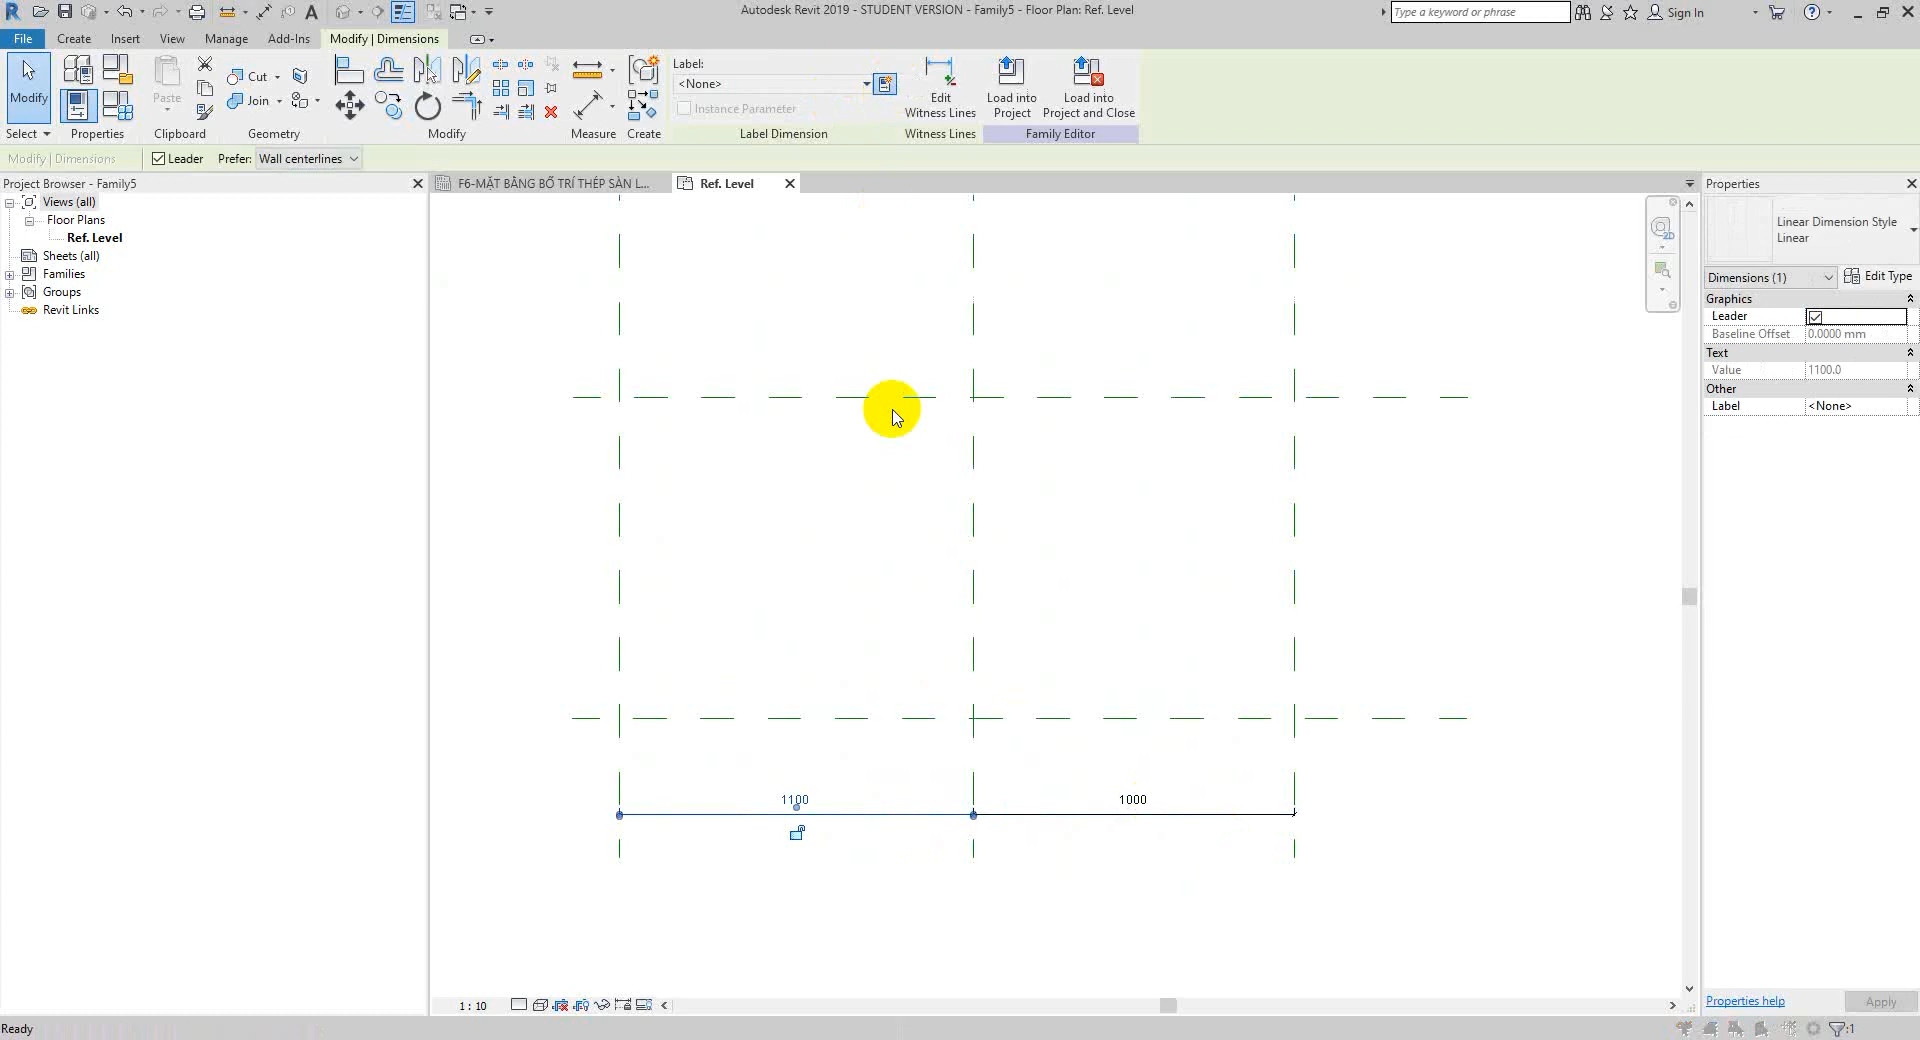 Autodesk Revit 2019 - STUDENT VERSION - Family5 - Floor Plan: Ref. Level
Type a keyword or phrase
Sign In
File Create Insert View Manage Add-Ins Modify | Dimensions
Modify
Select
Properties
Paste
Clipboard
Cut
Join
Geometry
Modify
Measure
Create
Label:
<None>
Instance Parameter
Label Dimension
Edit
Witness Lines
Witness Lines
Load into
Project
Load into
Project and Close
Family Editor
Modify | Dimensions
Leader
Prefer: Wall centerlines
Project Browser - Family5
Views (all)
Floor Plans
Ref. Level
Sheets (all)
Families
Groups
Revit Links
F6-MẶT BẰNG BỐ TRÍ THÉP SÀN L...
Ref. Level
2D
1100
1000
1 : 10
Properties
Linear Dimension Style
Linear
Dimensions (1)
Edit Type
Graphics
Leader
Baseline Offset 0.0000 mm
Text
Value 1100.0
Other
Label <None>
Properties help
Apply
Ready
:1